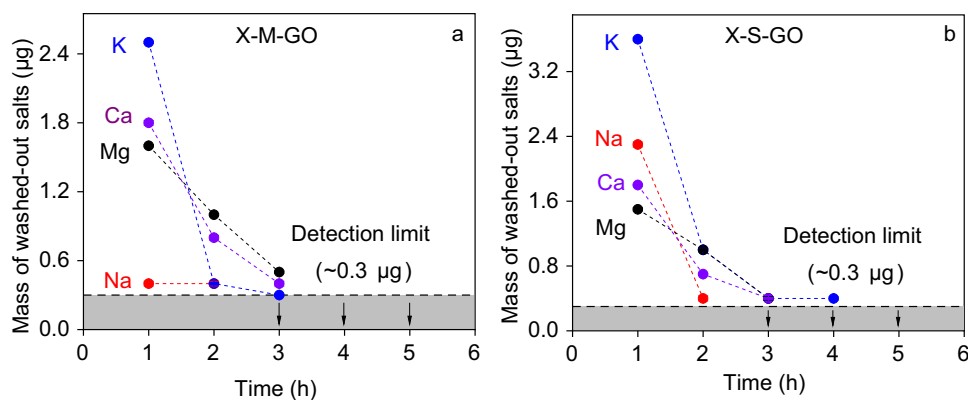 X-M-GO
a
Mass of washed-out salts (µg)
2.4
1.8
1.2
0.6
0.0
K
Ca
Mg
Na
Detection limit
(~0.3 µg)
0 1 2 3 4 5 6
Time (h)
X-S-GO
b
Mass of washed-out salts (µg)
3.2
2.4
1.6
0.8
0.0
K
Na
Ca
Mg
Detection limit
(~0.3 µg)
0 1 2 3 4 5 6
Time (h)